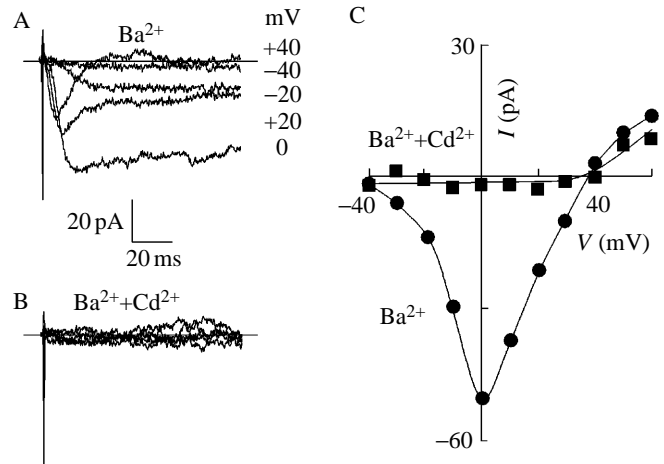 A
Ba²⁺
mV
+40
−40
−20
+20
0
20 pA
20 ms
B
Ba²⁺+Cd²⁺
C
30
I (pA)
Ba²⁺+Cd²⁺
−40
40
V (mV)
Ba²⁺
−60